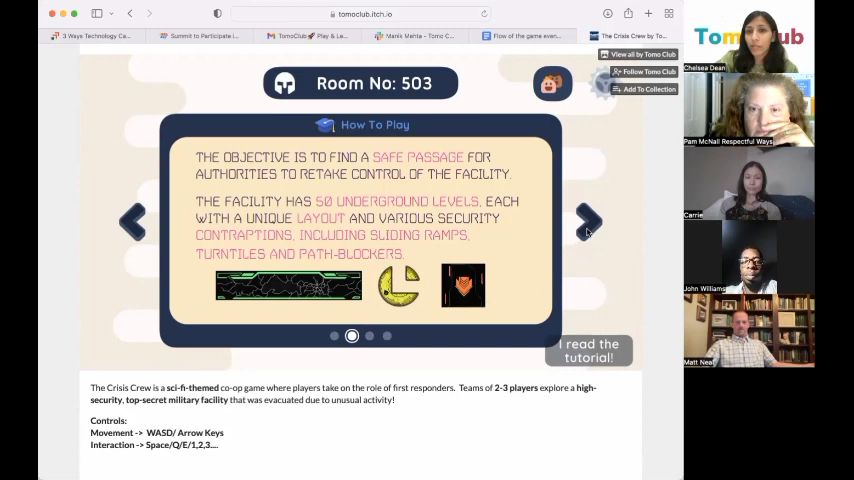 tomoclub.itch.io
3 Ways Technology Ca...
Summit to Participate i...
TomoClub🚀 Play & Le...
Manik Mehta - Tomo C...
Flow of the game even...
The Crisis Crew by To...
View all by Tomo Club
Follow Tomo Club
Add To Collection
Room No: 503
How To Play
THE OBJECTIVE IS TO FIND A SAFE PASSAGE FOR
AUTHORITIES TO RETAKE CONTROL OF THE FACILITY.
THE FACILITY HAS 50 UNDERGROUND LEVELS, EACH
WITH A UNIQUE LAYOUT AND VARIOUS SECURITY
CONTRAPTIONS, INCLUDING SLIDING RAMPS,
TURNTILES AND PATH-BLOCKERS.
I read the
tutorial!
The Crisis Crew is a sci-fi-themed co-op game where players take on the role of first responders. Teams of 2-3 players explore a high-
security, top-secret military facility that was evacuated due to unusual activity!
Controls:
Movement -> WASD/ Arrow Keys
Interaction -> Space/Q/E/1,2,3....
Chelsea Dean
Pam McNall Respectful Ways
Carrie
John Williams
Matt Neal